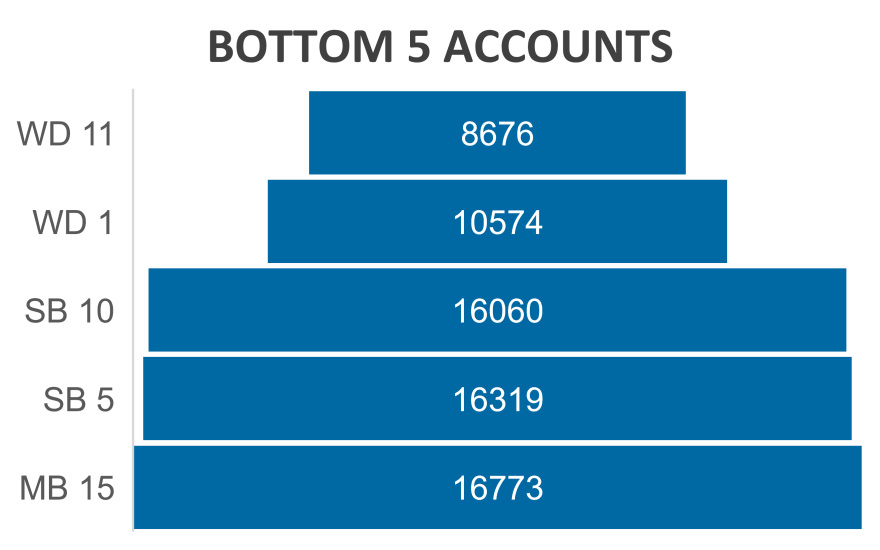 BOTTOM 5 ACCOUNTS
WD 11 8676
WD 1 10574
SB 10 16060
SB 5 16319
MB 15 16773